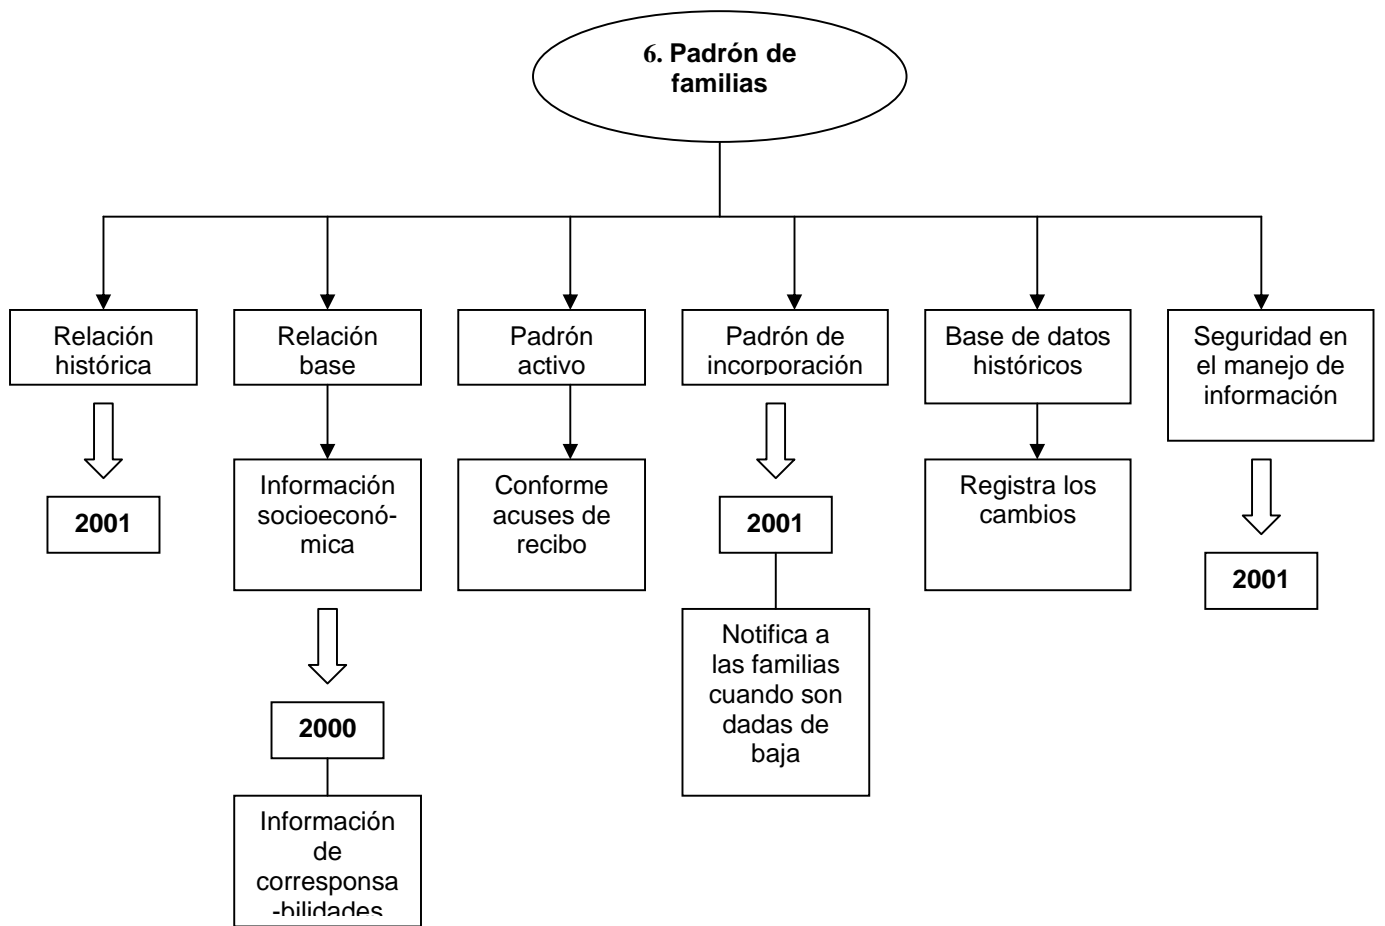 6. Padrón de
familias
Relación
histórica
Relación
base
Padrón
activo
Padrón de
incorporación
Base de datos
históricos
Seguridad en
el manejo de
información
2001
Información
socioeconó-
mica
Conforme
acuses de
recibo
2001
Registra los
cambios
2001
2000
Notifica a
las familias
cuando son
dadas de
baja
Información
de
corresponsa
-bilidades